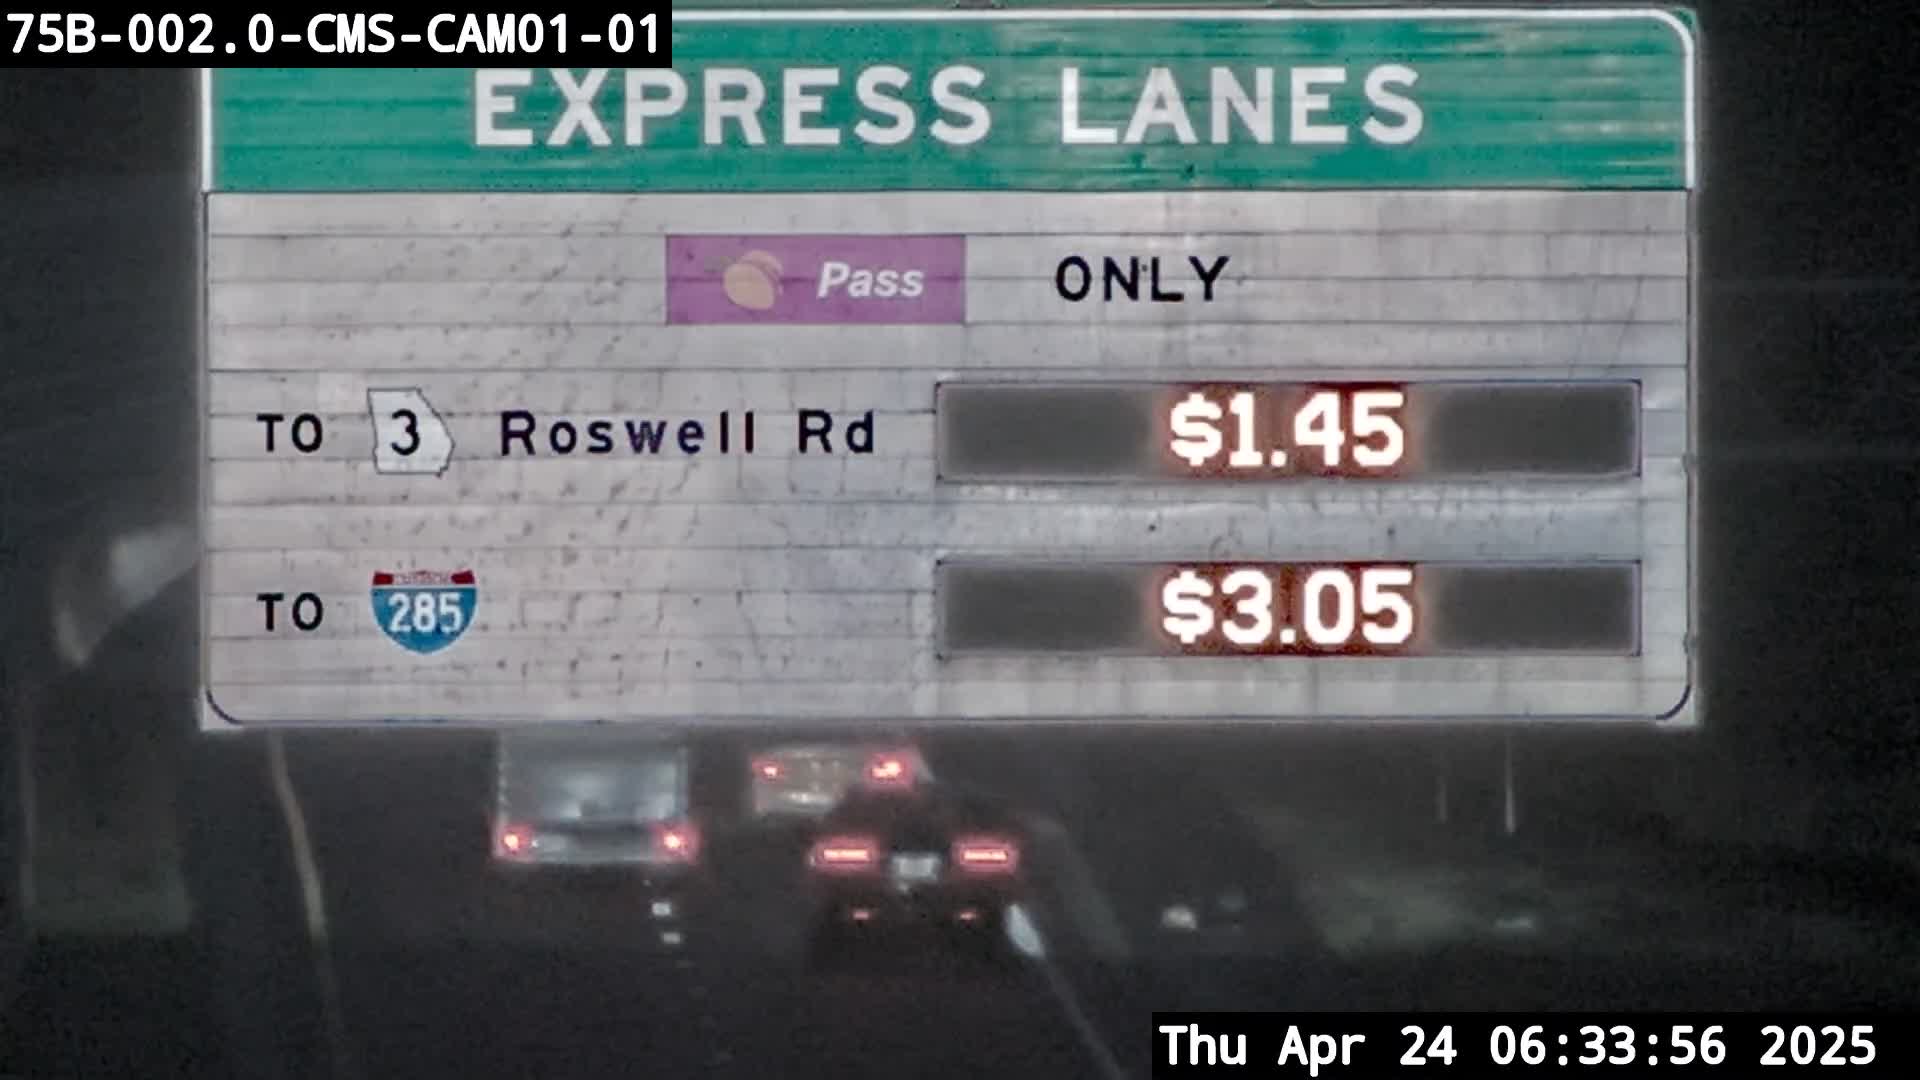 75B-002.0-CMS-CAM01-01
EXPRESS LANES
Pass ONLY
TO 3 Roswell Rd $1.45
TO 285 $3.05
Thu Apr 24 06:33:56 2025